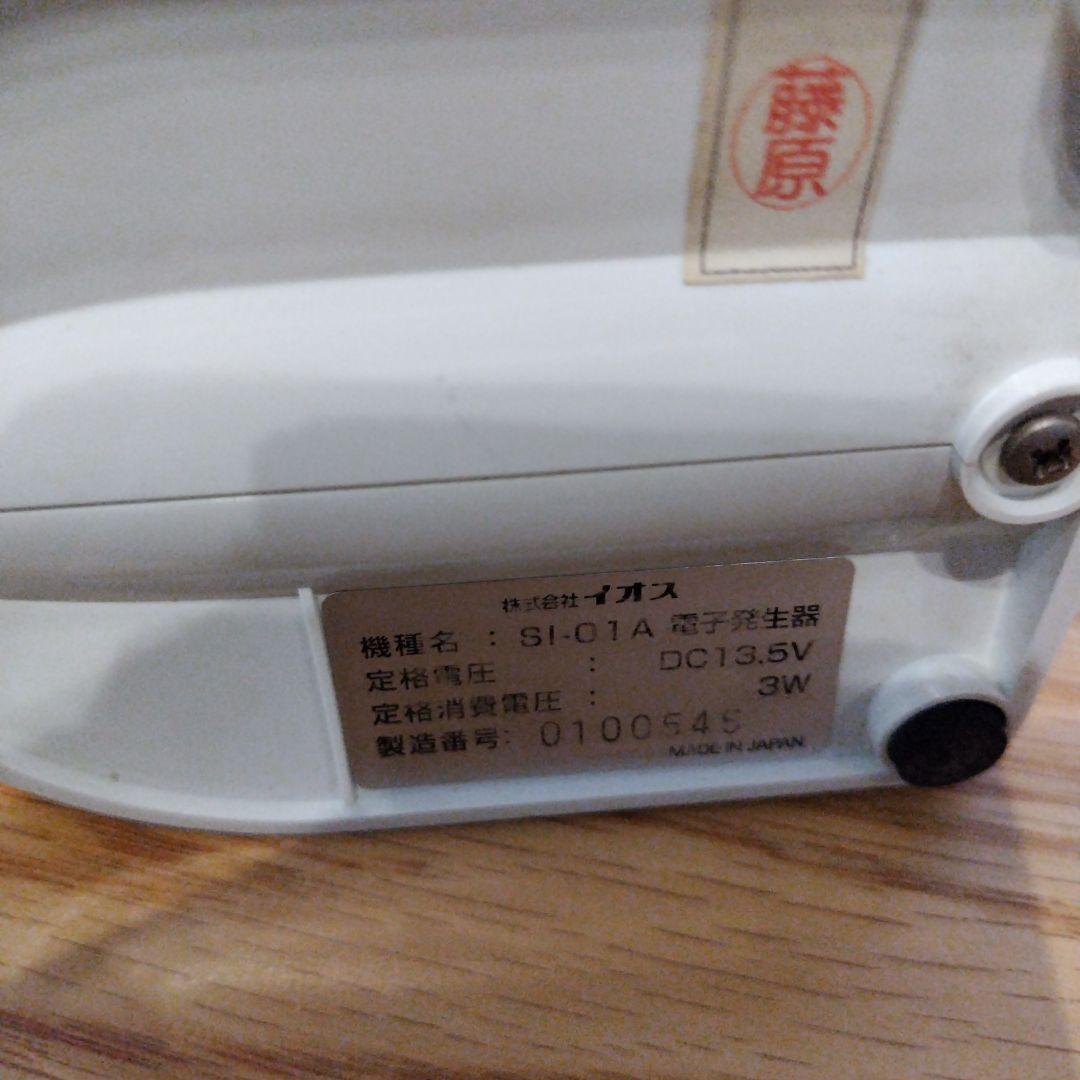 藤原
株式会社イオス
機種名 : SI-01A 電子発生器
定格電圧 : DC13.5V
定格消費電圧 : 3W
製造番号: 0100545
MADE IN JAPAN